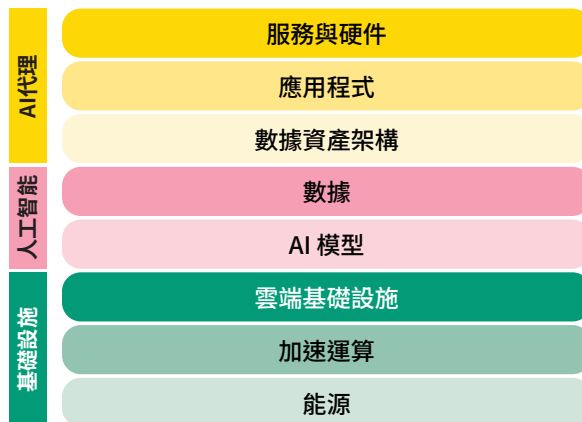 AI代理
服務與硬件
應用程式
數據資產架構
人工智能
數據
AI 模型
基礎設施
雲端基礎設施
加速運算
能源